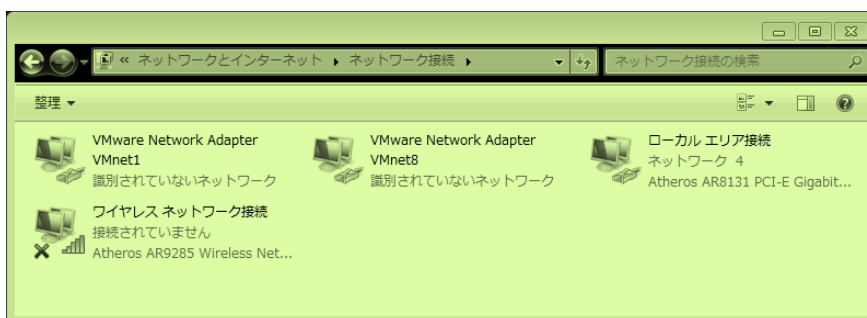 « ネットワークとインターネット ▸ ネットワーク接続 ▸
ネットワーク接続の検索
整理 ▼
VMware Network Adapter
VMnet1
識別されていないネットワーク
VMware Network Adapter
VMnet8
識別されていないネットワーク
ローカル エリア接続
ネットワーク 4
Atheros AR8131 PCI-E Gigabit...
ワイヤレス ネットワーク接続
接続されていません
Atheros AR9285 Wireless Net...